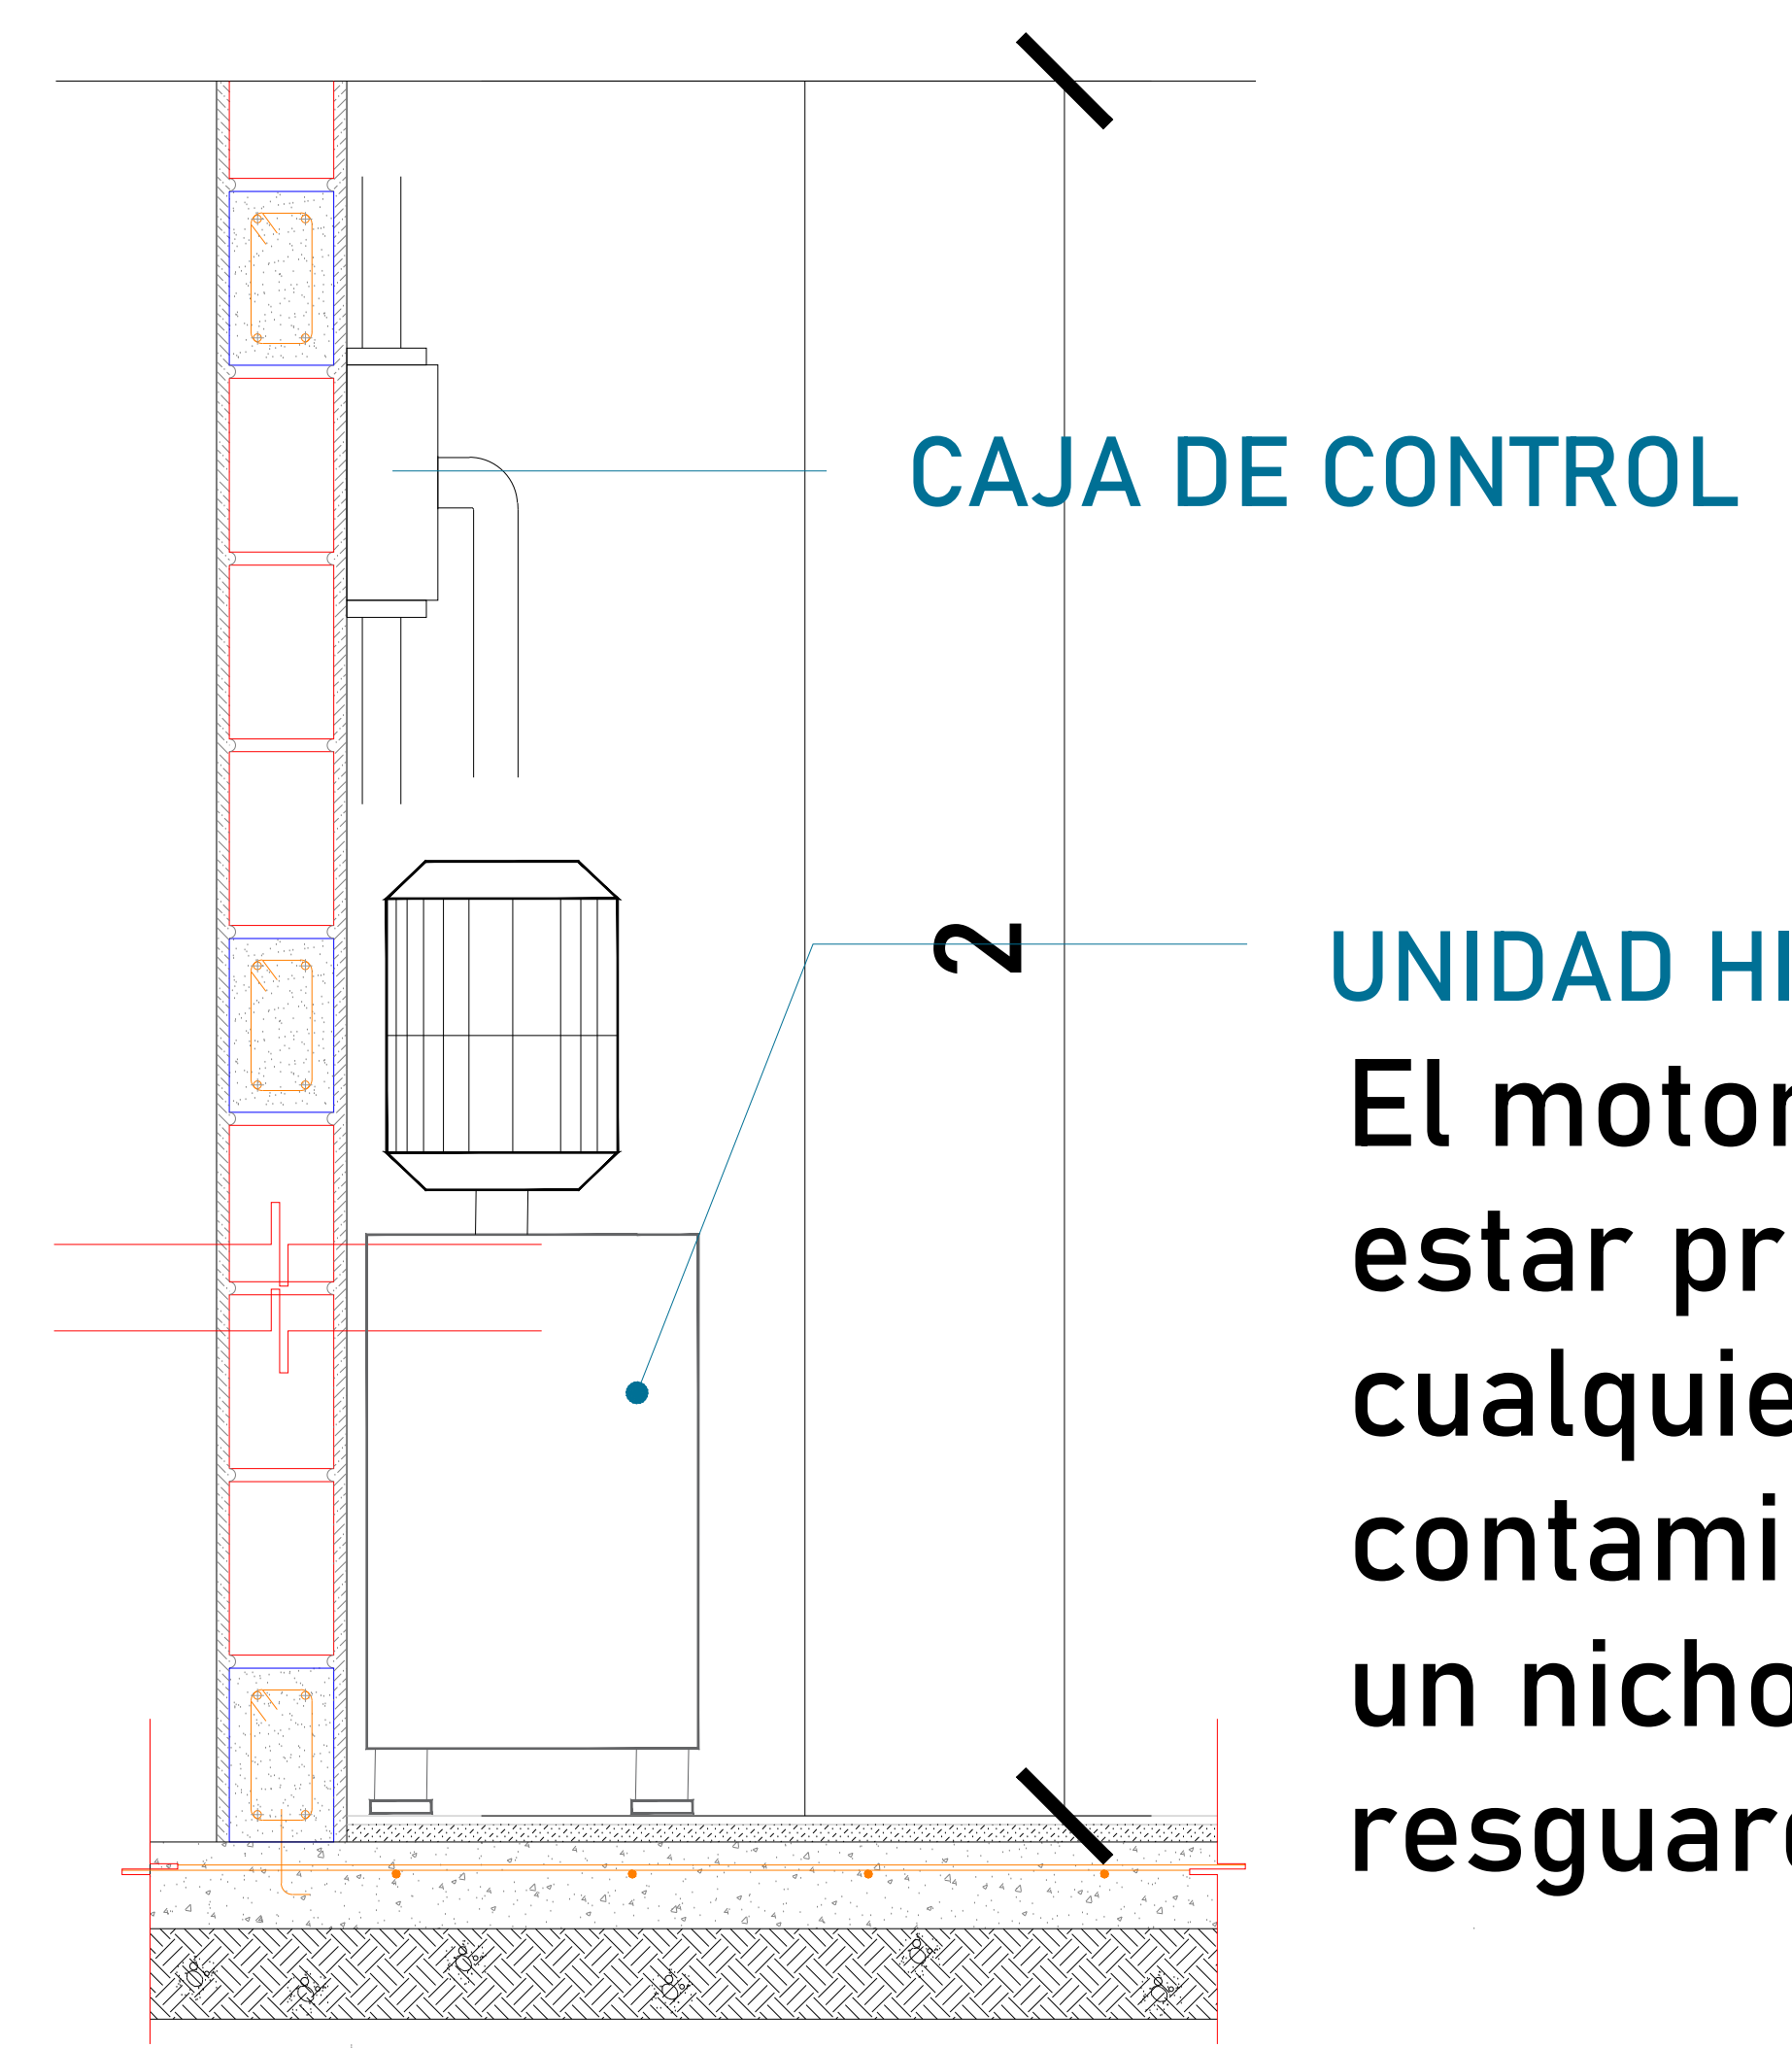 CAJA DE CONTROL
2
UNIDAD HI
El motor
estar pr
cualquie
contami
un nicho
resguard